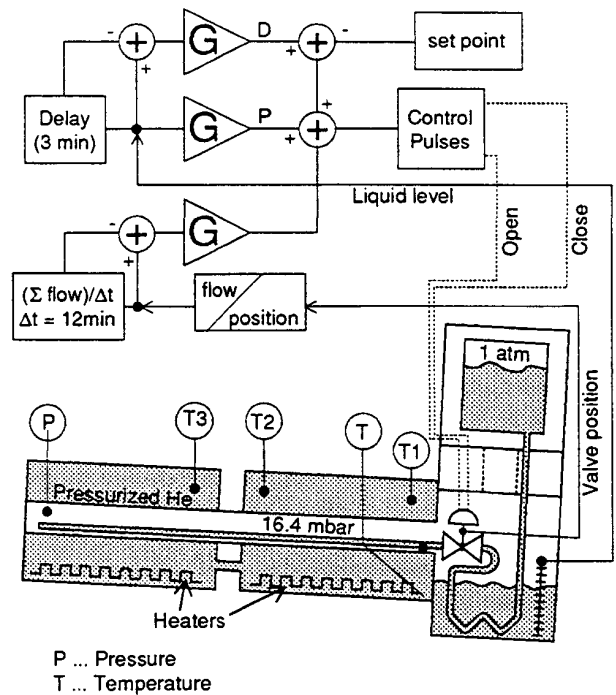 D
-
-
+
G
+
set point
+
+
+
Delay
(3 min)
G
P
+
+
Control
Pulses
Liquid level
Open
Close
-
+
G
+
(Σ flow)/Δt
Δt = 12min
flow
position
1 atm
Valve position
P
T3
T2
T
T1
Pressurized He
16.4 mbar
Heaters
P ... Pressure
T ... Temperature